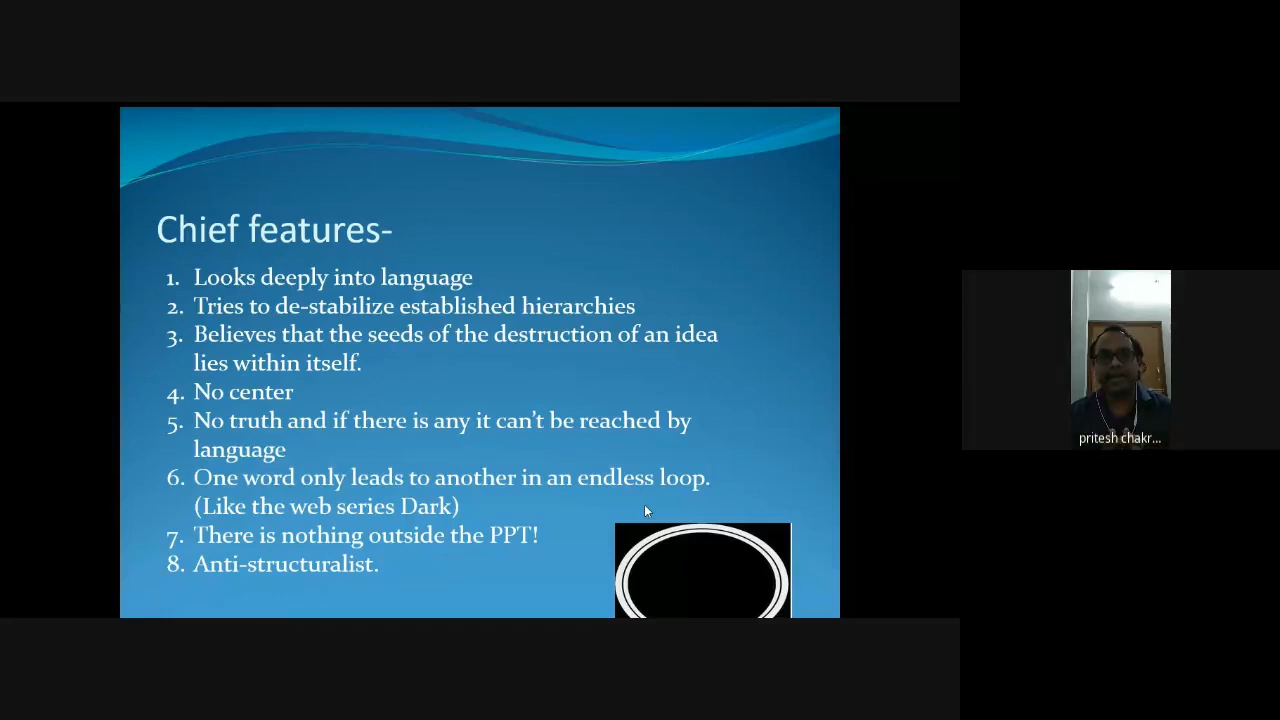 Chief features-
1. Looks deeply into language
2. Tries to de-stabilize established hierarchies
3. Believes that the seeds of the destruction of an idea
lies within itself.
4. No center
5. No truth and if there is any it can't be reached by
language
6. One word only leads to another in an endless loop.
(Like the web series Dark)
7. There is nothing outside the PPT!
8. Anti-structuralist.
pritesh chakr...